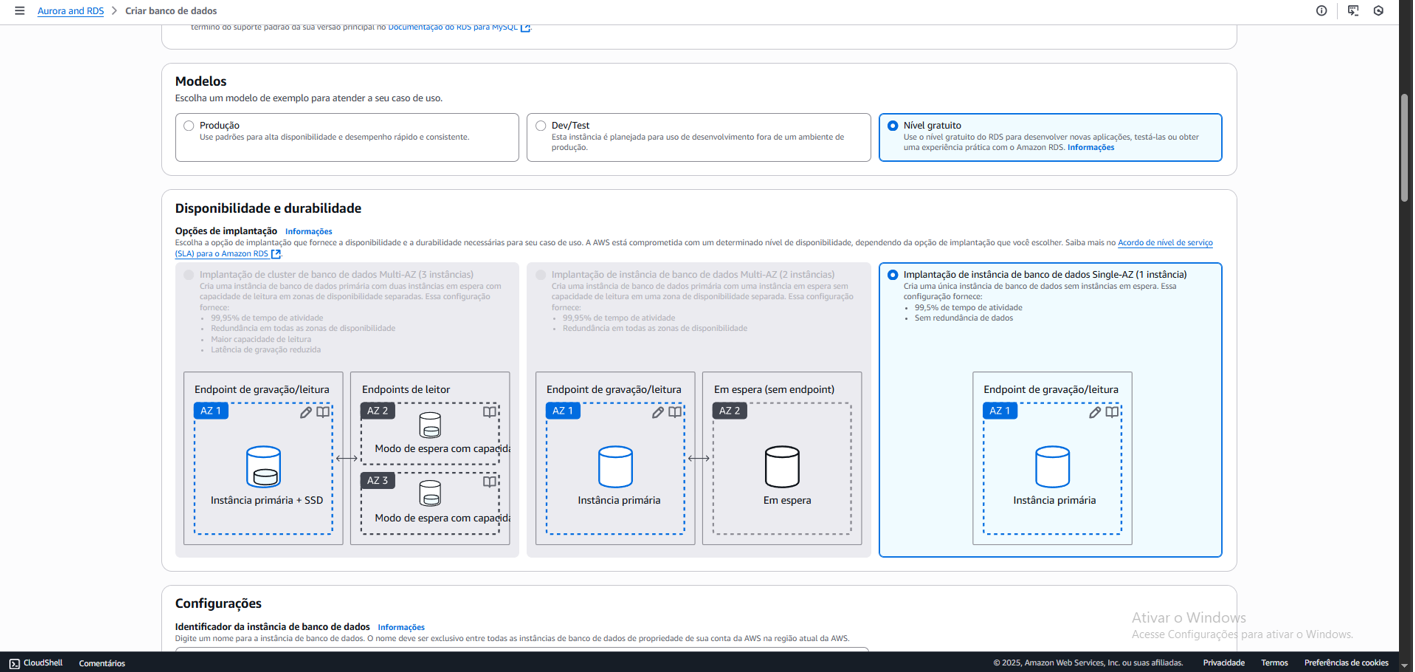 Aurora and RDS > Criar banco de dados
término do suporte padrão da sua versão principal no Documentação do RDS para MySQL.
Modelos
Escolha um modelo de exemplo para atender a seu caso de uso.
Produção
Use padrões para alta disponibilidade e desempenho rápido e consistente.
Dev/Test
Esta instância é planejada para uso de desenvolvimento fora de um ambiente de
produção.
Nível gratuito
Use o nível gratuito do RDS para desenvolver novas aplicações, testá-las ou obter
uma experiência prática com o Amazon RDS. Informações
Disponibilidade e durabilidade
Opções de implantação Informações
Escolha a opção de implantação que fornece a disponibilidade e a durabilidade necessárias para seu caso de uso. A AWS está comprometida com um determinado nível de disponibilidade, dependendo da opção de implantação que você escolher. Saiba mais no Acordo de nível de serviço
(SLA) para o Amazon RDS.
Implantação de cluster de banco de dados Multi-AZ (3 instâncias)
Cria uma instância de banco de dados primária com duas instâncias em espera com
capacidade de leitura em zonas de disponibilidade separadas. Essa configuração
fornece:
• 99,95% de tempo de atividade
• Redundância em todas as zonas de disponibilidade
• Maior capacidade de leitura
• Latência de gravação reduzida
Endpoint de gravação/leitura
AZ 1
Instância primária + SSD
Endpoints de leitor
AZ 2
Modo de espera com capacida
AZ 3
Modo de espera com capacida
Implantação de instância de banco de dados Multi-AZ (2 instâncias)
Cria uma instância de banco de dados primária com uma instância em espera sem
capacidade de leitura em uma zona de disponibilidade separada. Essa configuração
fornece:
• 99,95% de tempo de atividade
• Redundância em todas as zonas de disponibilidade
Endpoint de gravação/leitura
AZ 1
Instância primária
Em espera (sem endpoint)
AZ 2
Em espera
Implantação de instância de banco de dados Single-AZ (1 instância)
Cria uma única instância de banco de dados sem instâncias em espera. Essa
configuração fornece:
• 99,5% de tempo de atividade
• Sem redundância de dados
Endpoint de gravação/leitura
AZ 1
Instância primária
Configurações
Identificador da instância de banco de dados Informações
Digite um nome para a instância de banco de dados. O nome deve ser exclusivo entre todas as instâncias de banco de dados de propriedade de sua conta da AWS na região atual da AWS.
Ativar o Windows
Acesse Configurações para ativar o Windows.
CloudShell Comentários © 2025, Amazon Web Services, Inc. ou suas afiliadas. Privacidade Termos Preferências de cookies